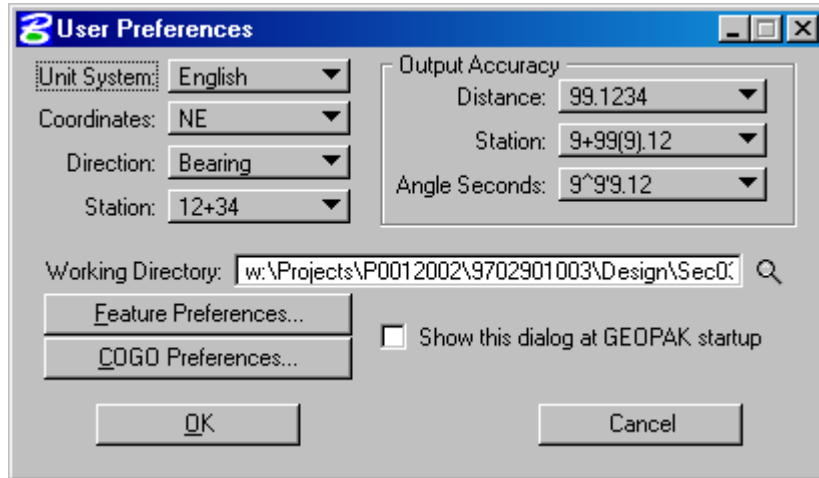 User Preferences
Unit System: English
Coordinates: NE
Direction: Bearing
Station: 12+34
Output Accuracy
Distance: 99.1234
Station: 9+99(9).12
Angle Seconds: 9^9'9.12
Working Directory: w:\Projects\P0012002\9702901003\Design\Sec03
Feature Preferences...
COGO Preferences...
Show this dialog at GEOPAK startup
OK
Cancel